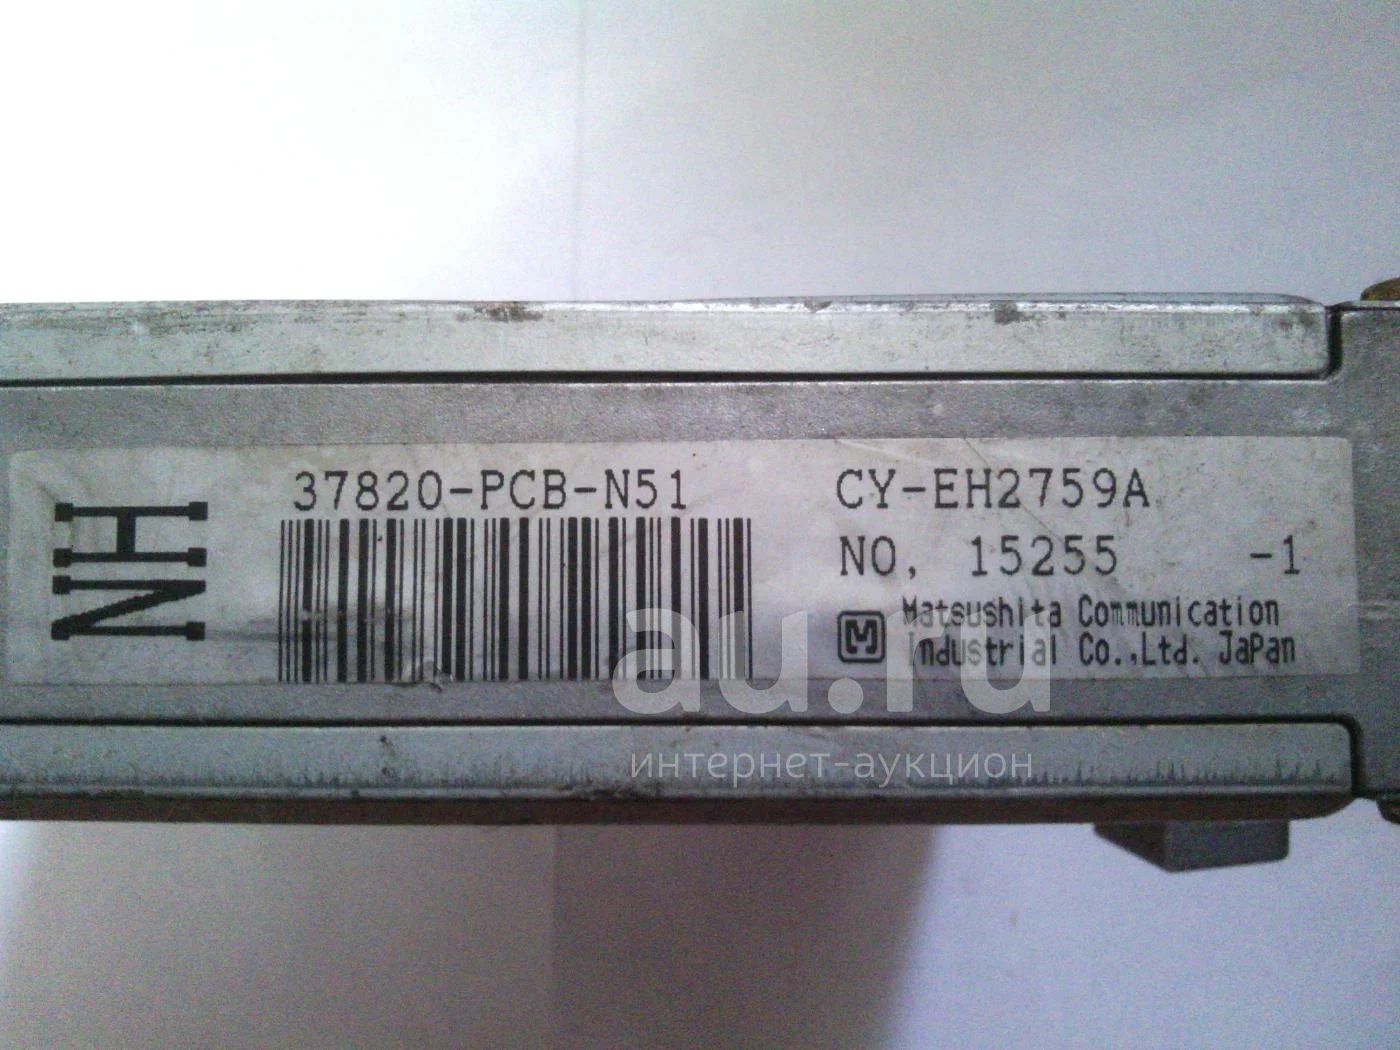 NH
37820-PCB-N51
CY-EH2759A
NO. 15255 -1
M Matsushita Communication
Industrial Co.,Ltd. JaPan
au.ru
интернет-аукцион